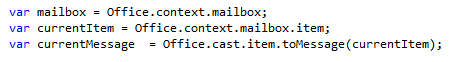 var mailbox = Office.context.mailbox;
var currentItem = Office.context.mailbox.item;
var currentMessage  = Office.cast.item.toMessage(currentItem);